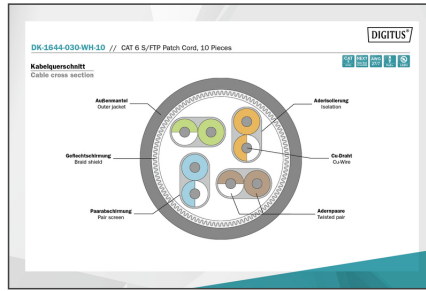 DIGITUS®
DK-1644-030-WH-10 // CAT 6 S/FTP Patch Cord, 10 Pieces
Kabelquerschnitt
Cable cross section
Außenmantel
Outer jacket
Aderisolierung
Isolation
Geflechtschirmung
Braid shield
Cu-Draht
Cu-Wire
Paarabschirmung
Pair screen
Adernpaare
Twisted pair